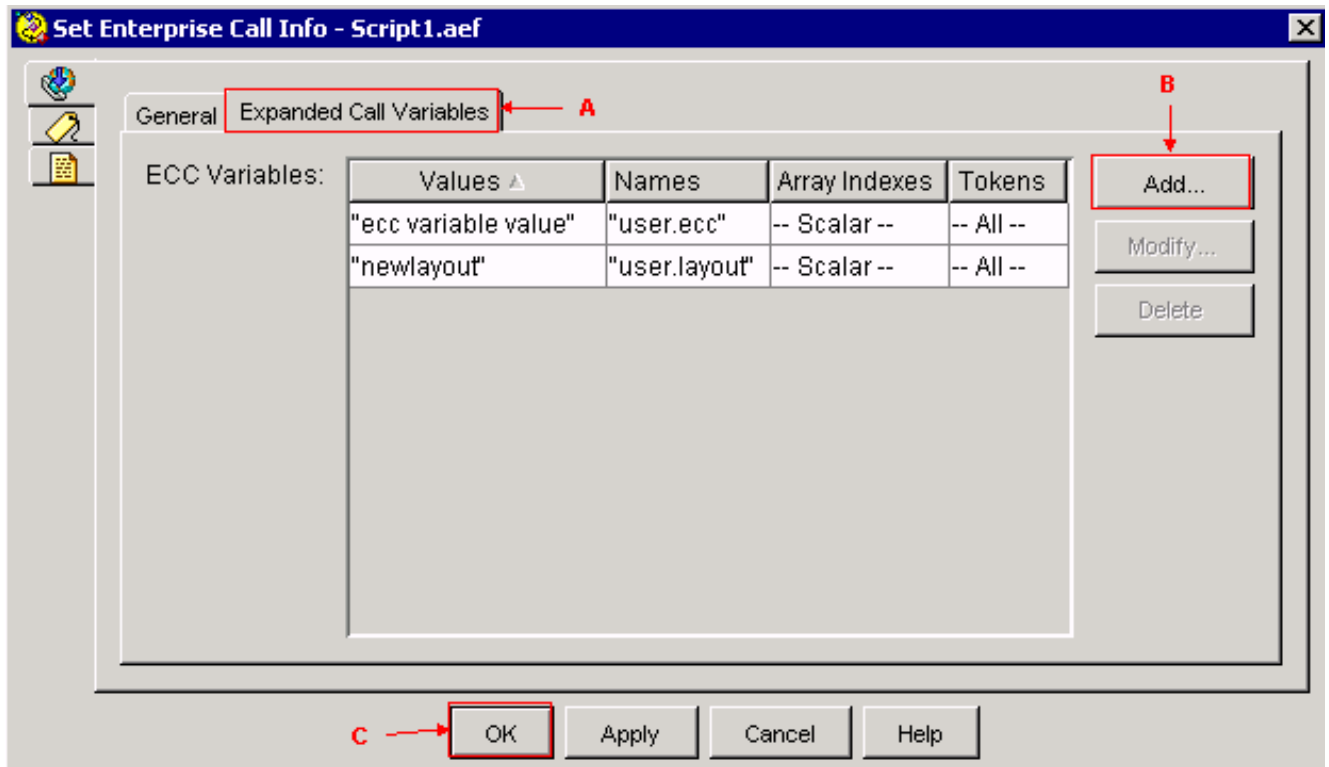 Set Enterprise Call Info - Script1.aef
B
General Expanded Call Variables A
ECC Variables: Values Names Array Indexes Tokens Add...
"ecc variable value" "user.ecc" -- Scalar -- -- All --
Modify...
"newlayout" "user.layout" -- Scalar -- -- All --
Delete
C OK Apply Cancel Help